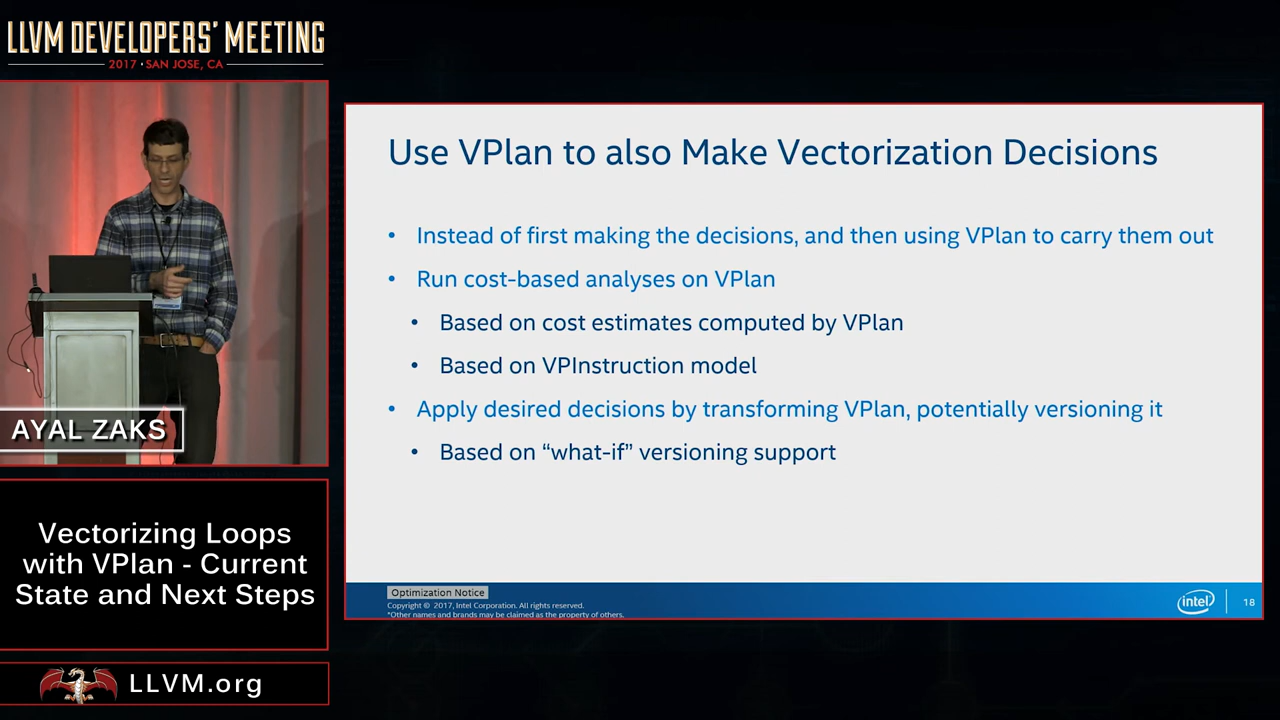 LLVM DEVELOPERS' MEETING
2017 • SAN JOSE, CA
AYAL ZAKS
Vectorizing Loops
with VPlan - Current
State and Next Steps
LLVM.org
Use VPlan to also Make Vectorization Decisions
• Instead of first making the decisions, and then using VPlan to carry them out
• Run cost-based analyses on VPlan
• Based on cost estimates computed by VPlan
• Based on VPInstruction model
• Apply desired decisions by transforming VPlan, potentially versioning it
• Based on “what-if” versioning support
Optimization Notice
Copyright © 2017, Intel Corporation. All rights reserved.
*Other names and brands may be claimed as the property of others.
intel
18